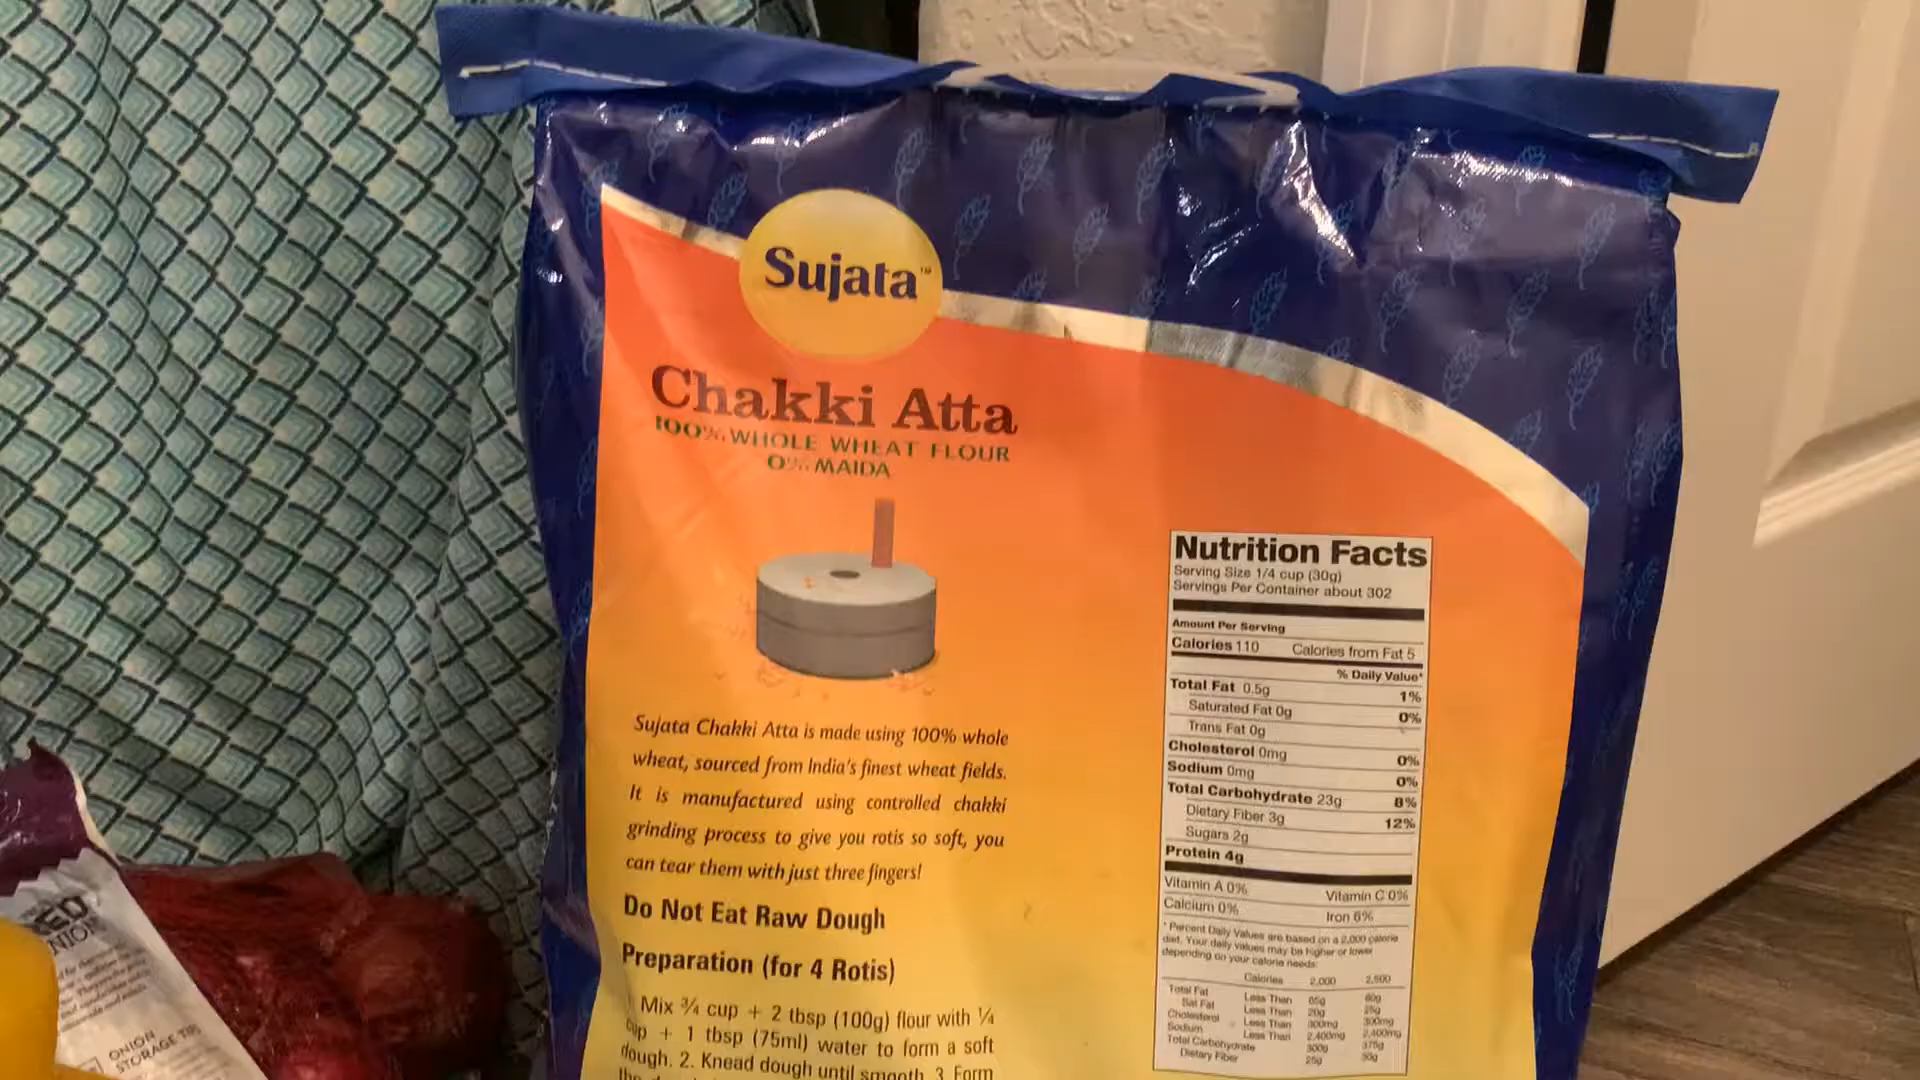 Sujata™
Chakki Atta
100% WHOLE WHEAT FLOUR
0% MAIDA
Sujata Chakki Atta is made using 100% whole
wheat, sourced from India's finest wheat fields.
It is manufactured using controlled chakki
grinding process to give you rotis so soft, you
can tear them with just three fingers!
Do Not Eat Raw Dough
Preparation (for 4 Rotis)
Mix ¾ cup + 2 tbsp (100g) flour with ¼
cup + 1 tbsp (75ml) water to form a soft
dough. 2. Knead dough until smooth 3. Form
Nutrition Facts
Serving Size 1/4 cup (30g)
Servings Per Container about 302
Amount Per Serving
Calories 110 Calories from Fat 5
% Daily Value*
Total Fat 0.5g 1%
Saturated Fat 0g 0%
Trans Fat 0g
Cholesterol 0mg 0%
Sodium 0mg 0%
Total Carbohydrate 23g 8%
Dietary Fiber 3g 12%
Sugars 2g
Protein 4g
Vitamin A 0% Vitamin C 0%
Calcium 0% Iron 6%
* Percent Daily Values are based on a 2,000 calorie
diet. Your daily values may be higher or lower
depending on your calorie needs:
Calories 2,000 2,500
Total Fat Less Than 65g 80g
Sat Fat Less Than 20g 25g
Cholesterol Less Than 300mg 300mg
Sodium Less Than 2,400mg 2,400mg
Total Carbohydrate 300g 375g
Dietary Fiber 25g 30g
ONION
STORAGE